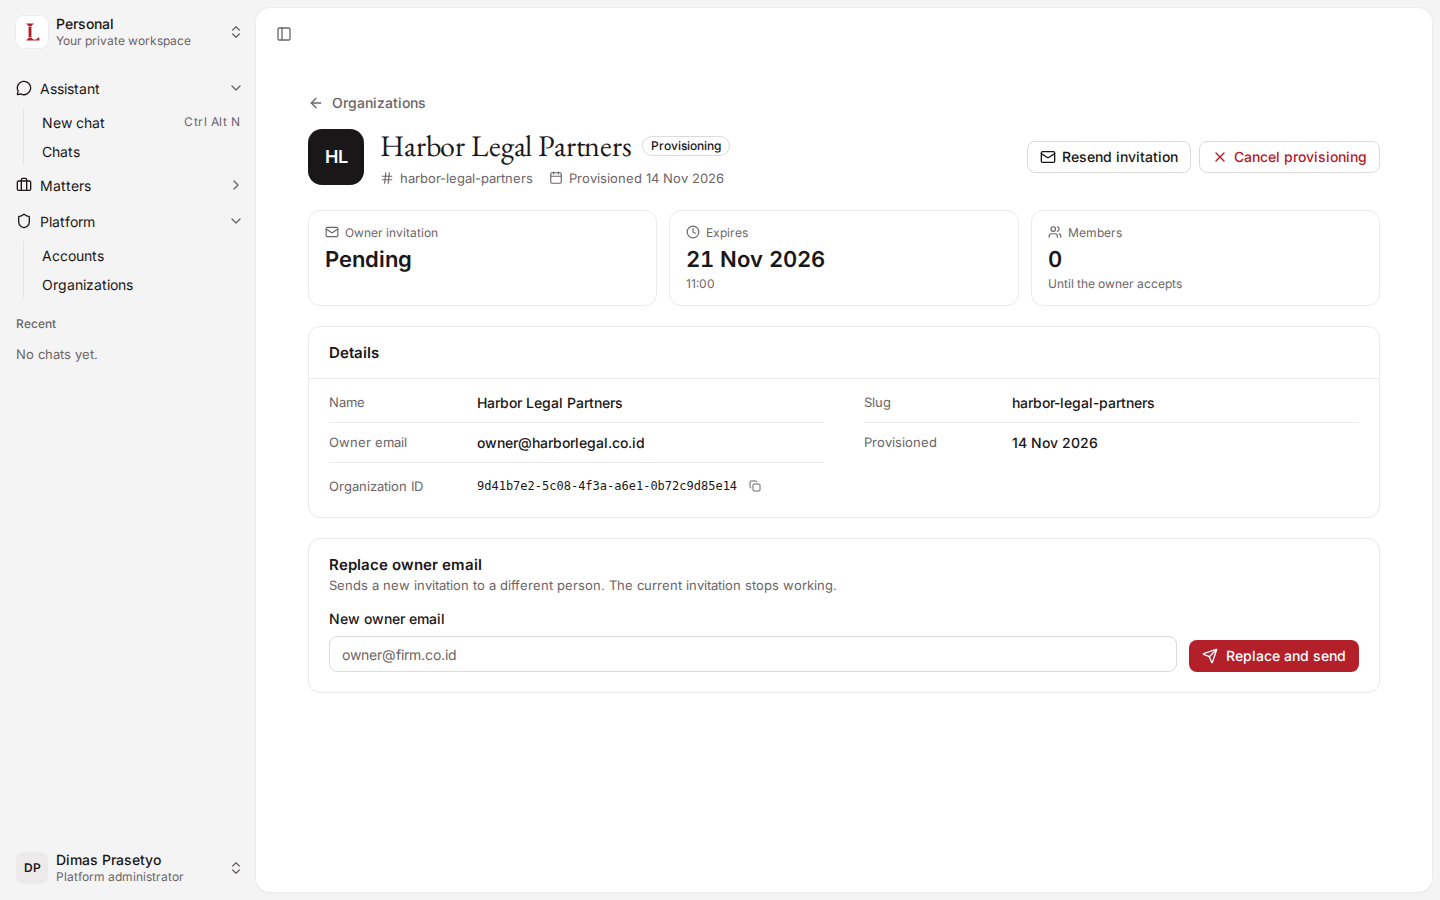 L
Personal
Your private workspace
Assistant
New chat Ctrl Alt N
Chats
Matters
Platform
Accounts
Organizations
Recent
No chats yet.
DP
Dimas Prasetyo
Platform administrator
Organizations
HL
Harbor Legal Partners Provisioning
harbor-legal-partners Provisioned 14 Nov 2026
Resend invitation Cancel provisioning
Owner invitation
Pending
Expires
21 Nov 2026
11:00
Members
0
Until the owner accepts
Details
Name Harbor Legal Partners
Slug harbor-legal-partners
Owner email owner@harborlegal.co.id
Provisioned 14 Nov 2026
Organization ID 9d41b7e2-5c08-4f3a-a6e1-0b72c9d85e14
Replace owner email
Sends a new invitation to a different person. The current invitation stops working.
New owner email
owner@firm.co.id Replace and send